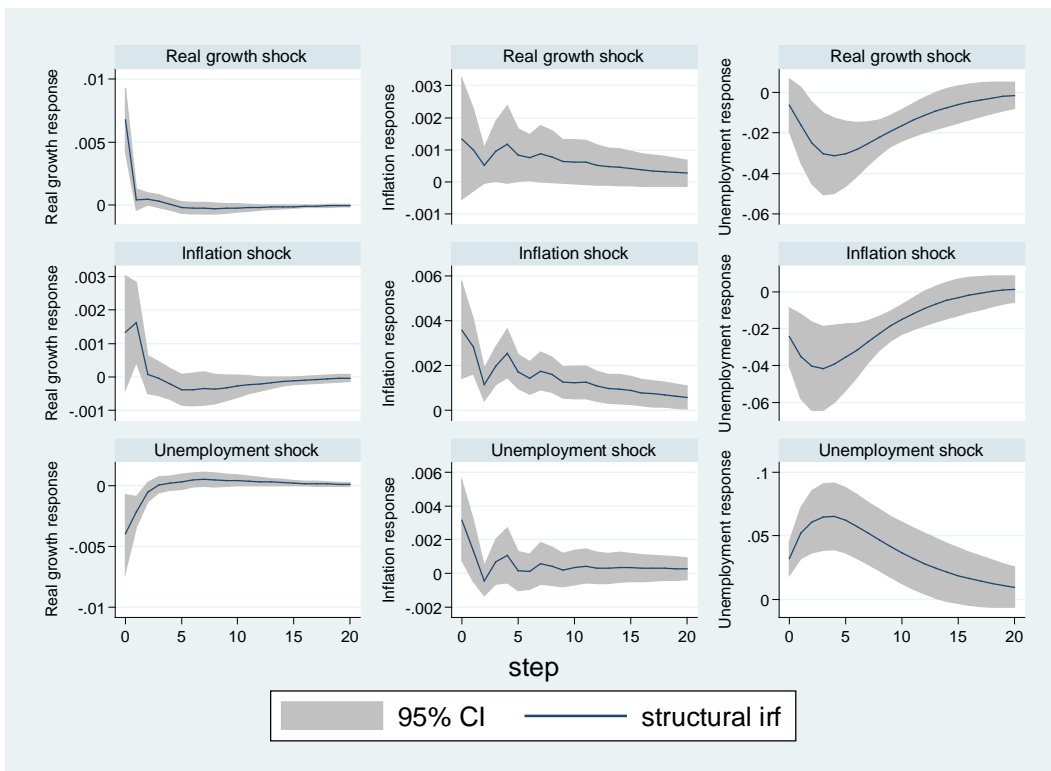 Real growth shock
Real growth response
.01
.005
0
Real growth shock
Inflation response
.003
.002
.001
0
-.001
Real growth shock
Unemployment response
0
-.02
-.04
-.06
Inflation shock
Real growth response
.003
.002
.001
0
-.001
Inflation shock
Inflation response
.006
.004
.002
0
Inflation shock
Unemployment response
0
-.02
-.04
-.06
Unemployment shock
Real growth response
0
-.005
-.01
0 5 10 15 20
Unemployment shock
Inflation response
.006
.004
.002
0
-.002
0 5 10 15 20
Unemployment shock
Unemployment response
.1
.05
0
0 5 10 15 20
step
95% CI structural irf